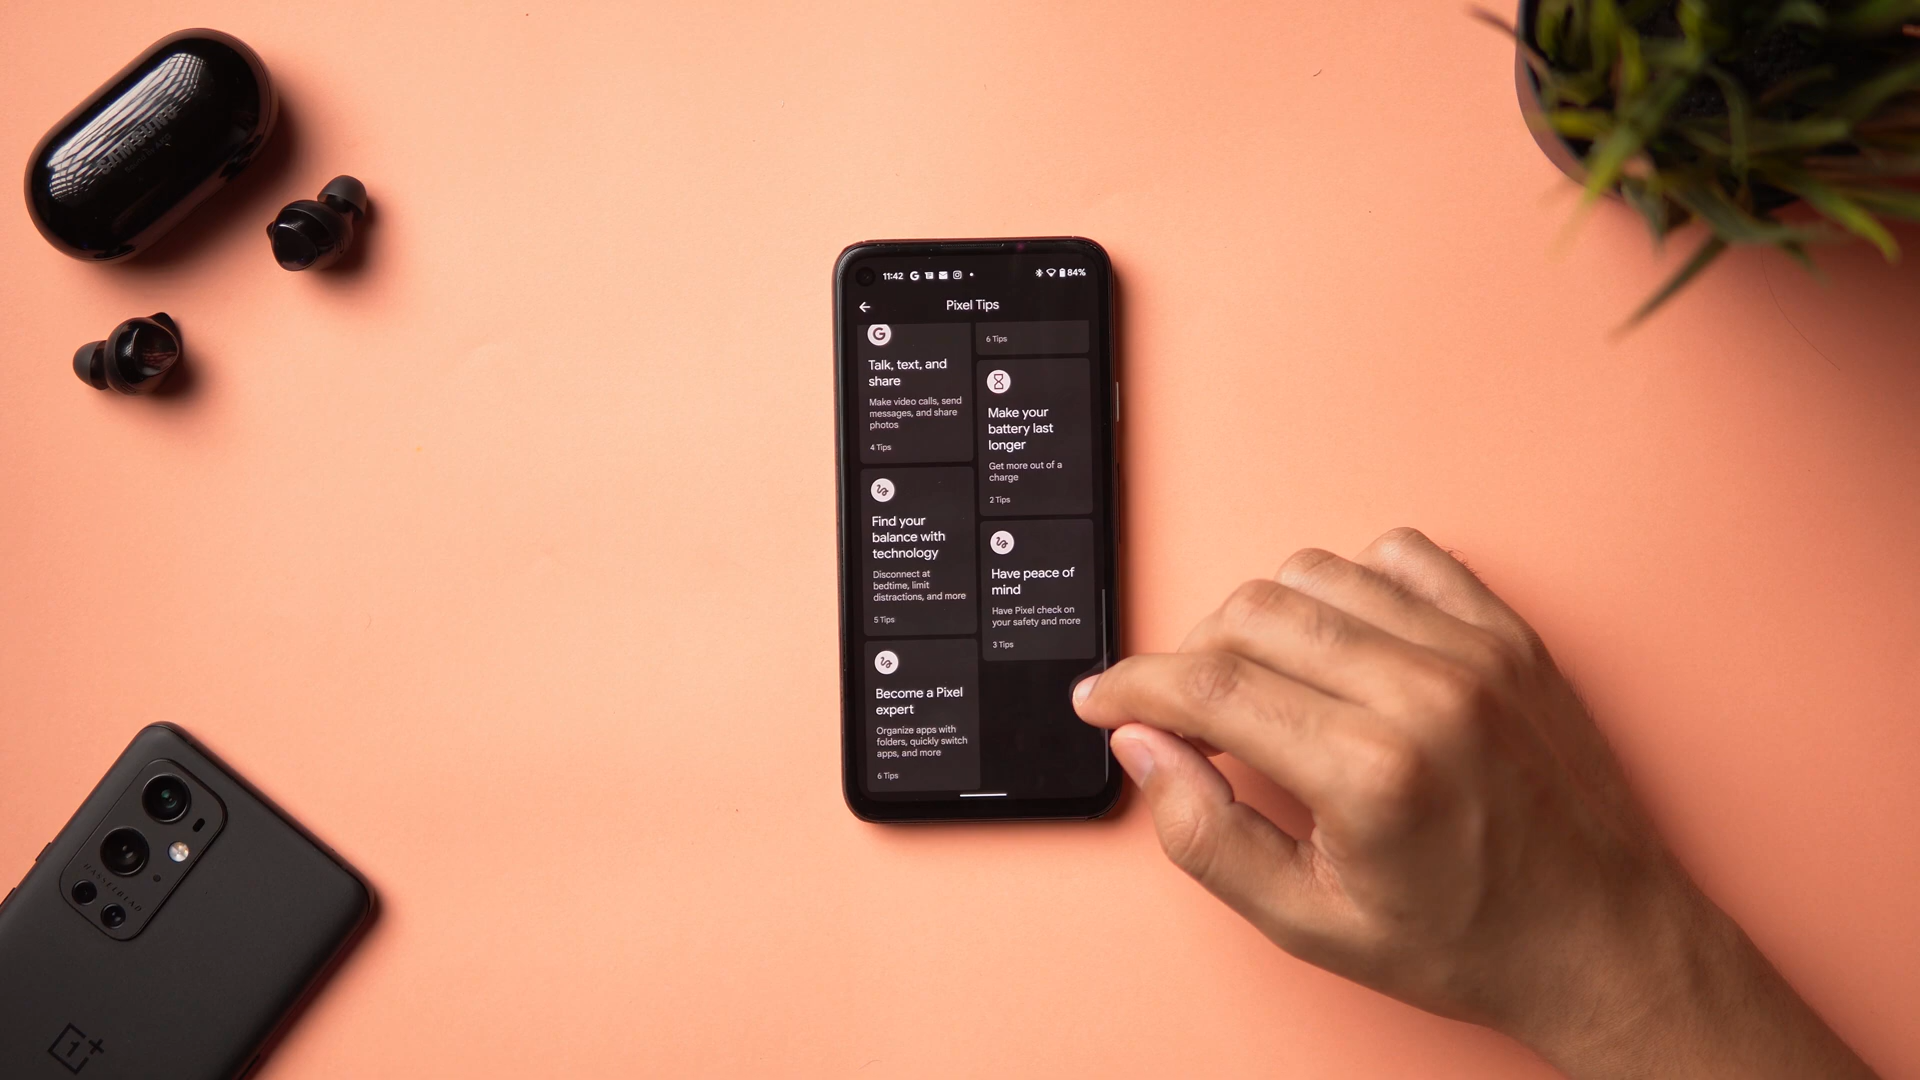 SAMSUNG
11:42
84%
Pixel Tips
Talk, text, and
share
Make video calls, send
messages, and share
photos
4 Tips
Find your
balance with
technology
Disconnect at
bedtime, limit
distractions, and more
5 Tips
Become a Pixel
expert
Organize apps with
folders, quickly switch
apps, and more
6 Tips
6 Tips
Make your
battery last
longer
Get more out of a
charge
2 Tips
Have peace of
mind
Have Pixel check on
your safety and more
3 Tips
HASSELBLAD
1+